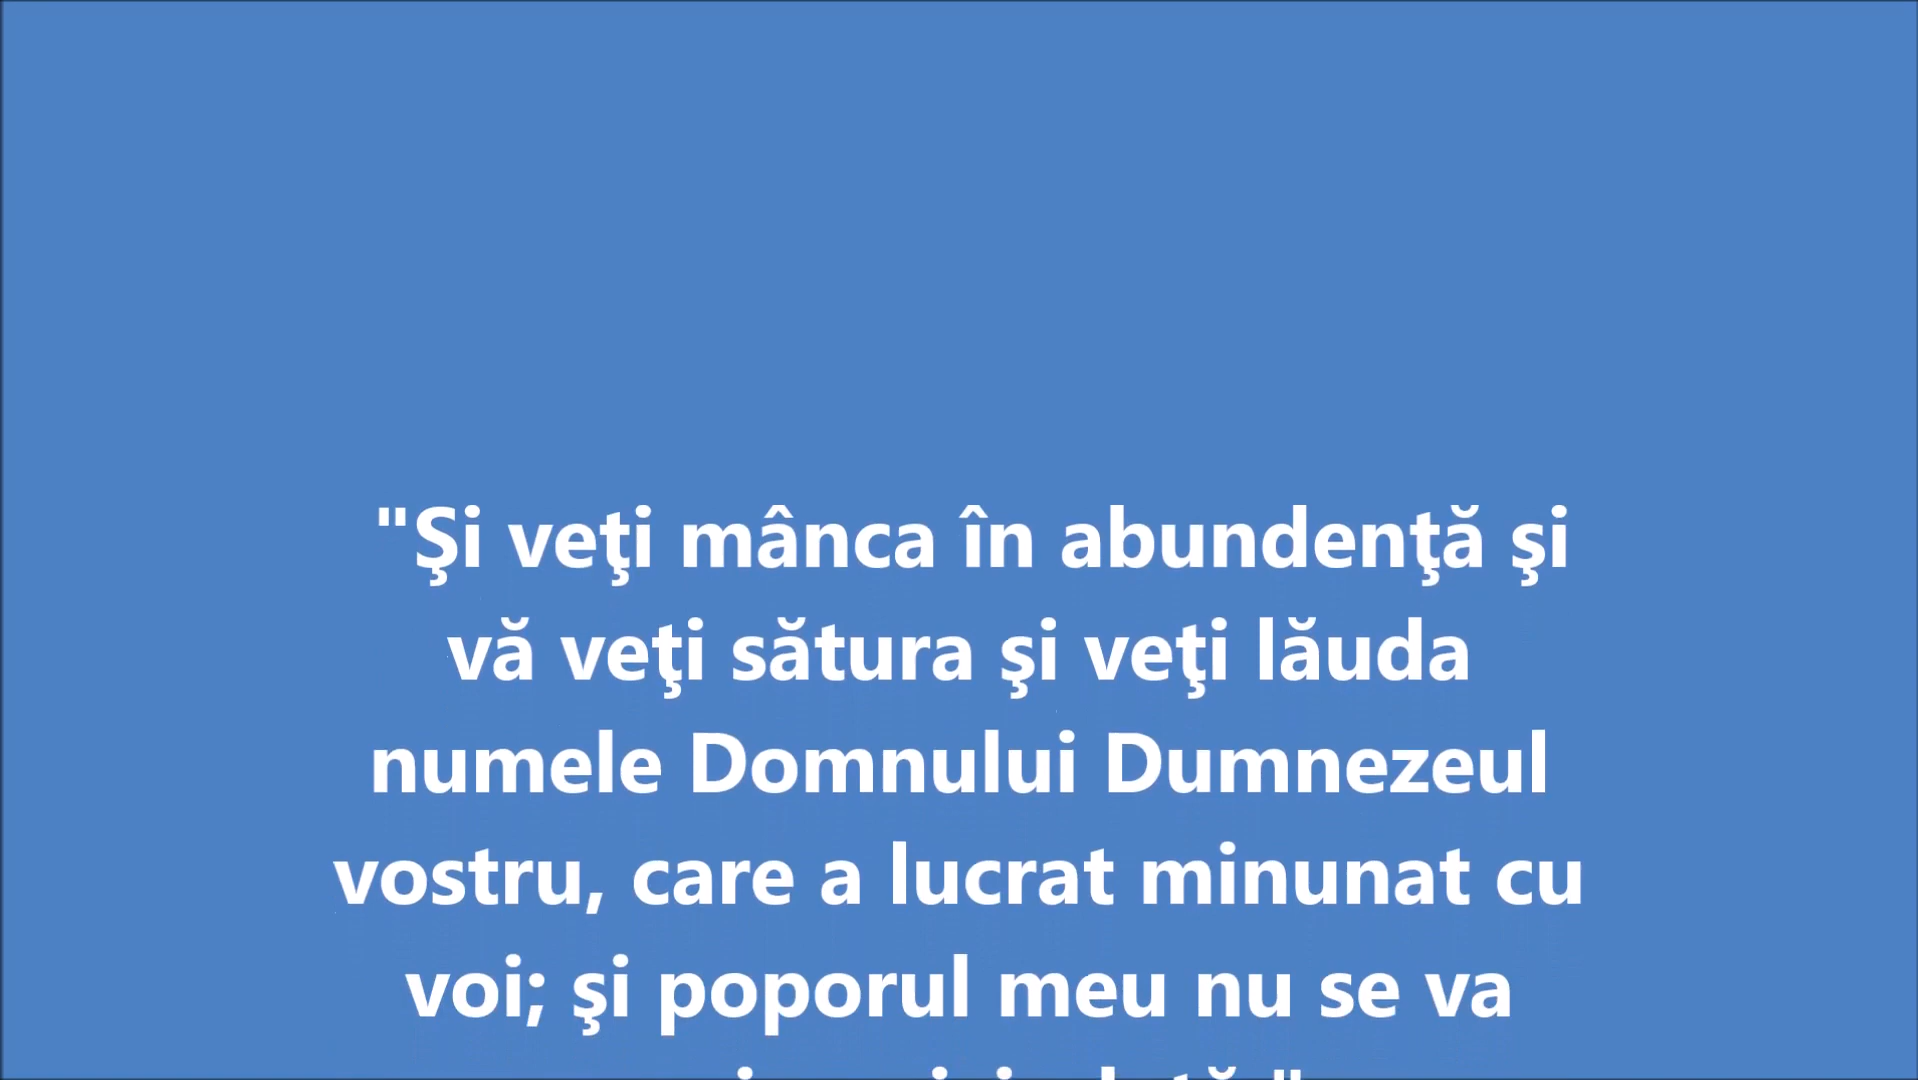 "Şi veţi mânca în abundenţă şi
vă veţi sătura şi veţi lăuda
numele Domnului Dumnezeul
vostru, care a lucrat minunat cu
voi; şi poporul meu nu se va